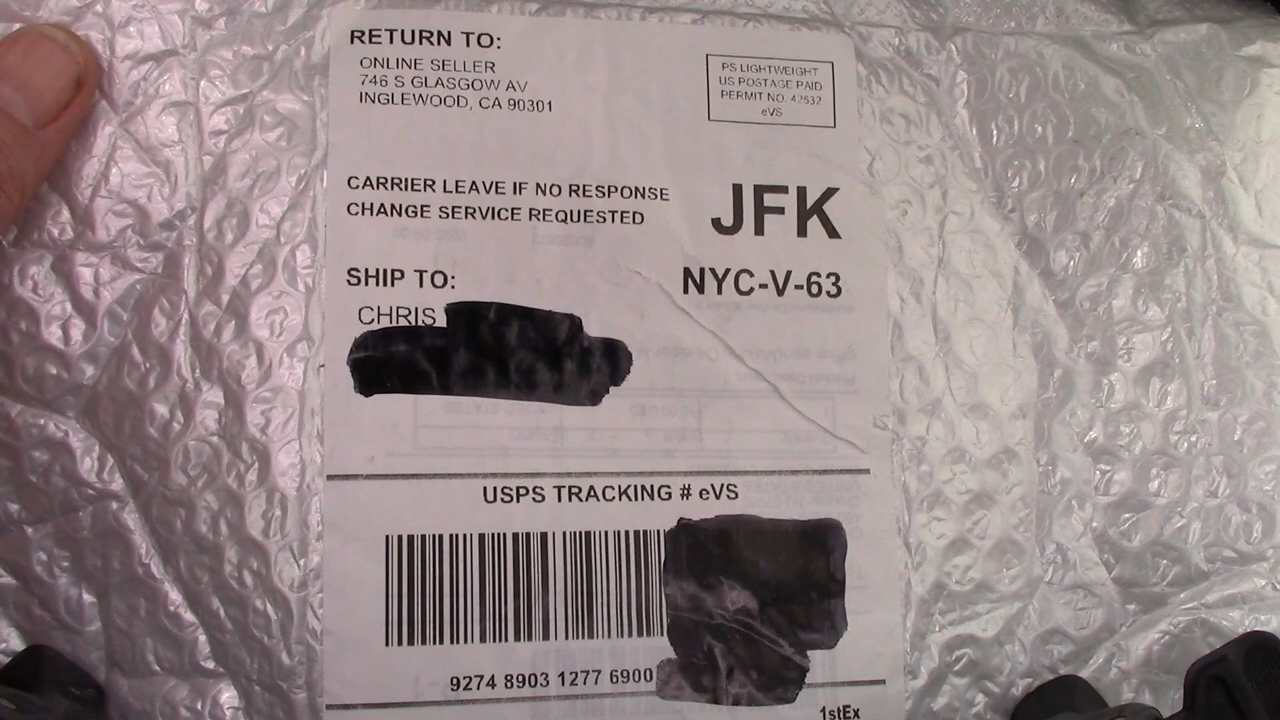 RETURN TO:
ONLINE SELLER
746 S GLASGOW AV
INGLEWOOD, CA 90301
PS LIGHTWEIGHT
US POSTAGE PAID
PERMIT NO. 42632
eVS
CARRIER LEAVE IF NO RESPONSE
CHANGE SERVICE REQUESTED
JFK
NYC-V-63
SHIP TO:
CHRIS
USPS TRACKING # eVS
9274 8903 1277 6900
1stEx